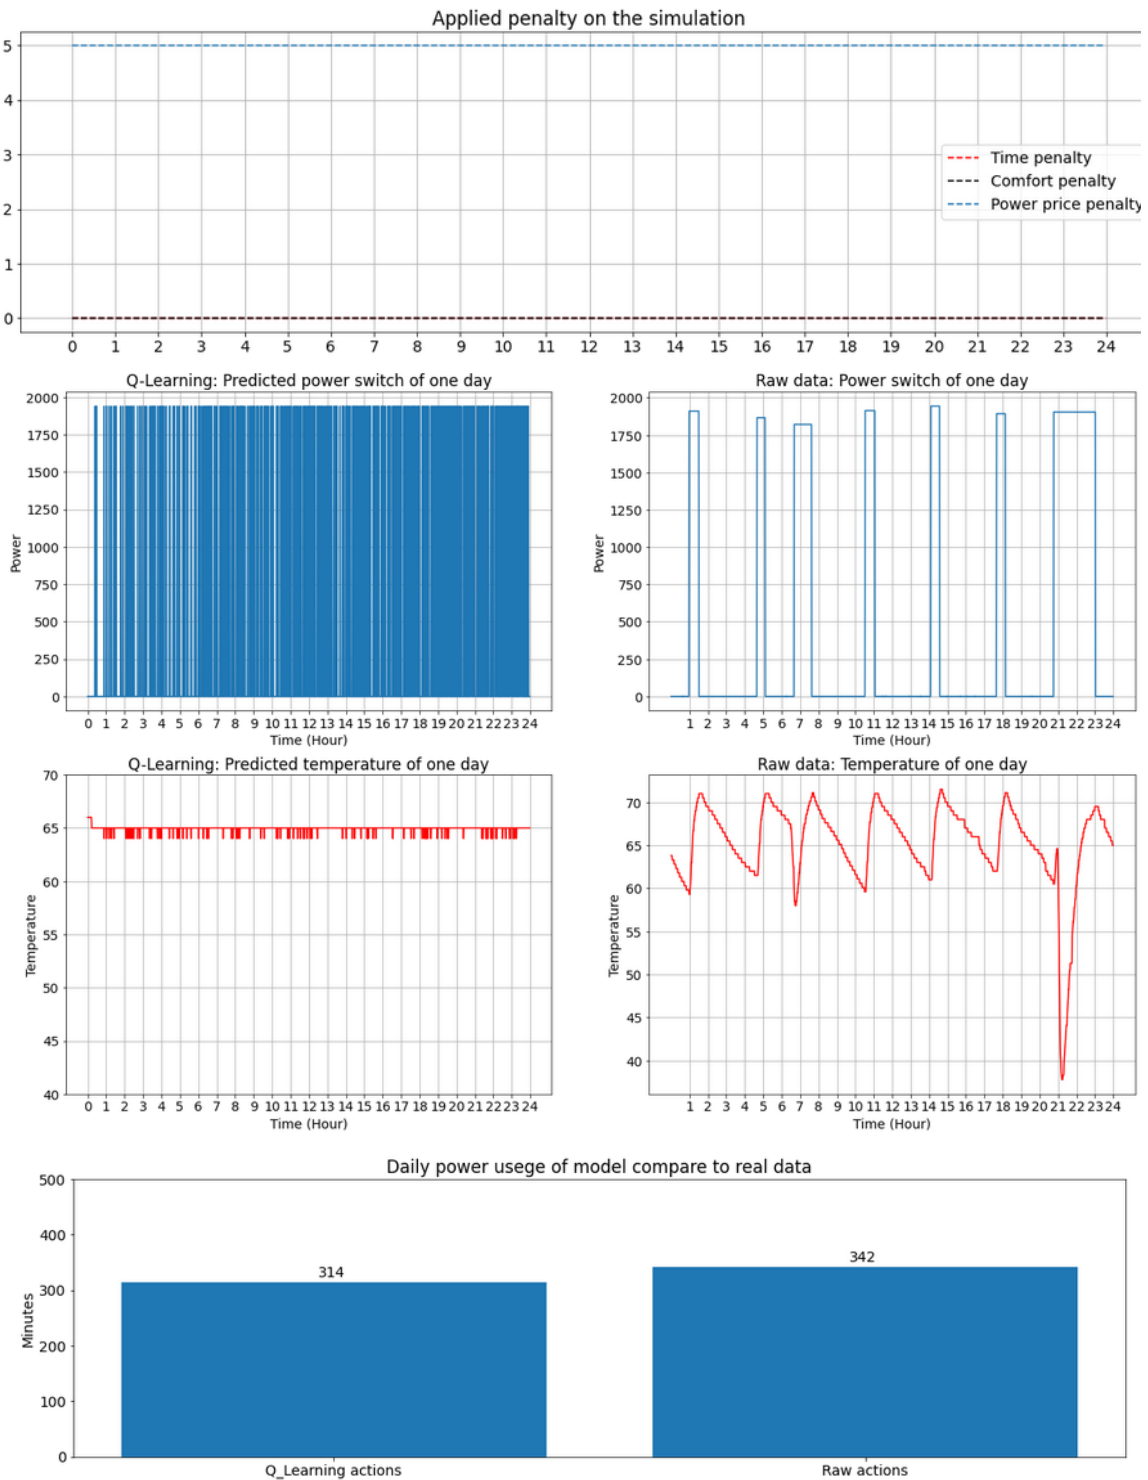 Applied penalty on the simulation
5
4
3
2
1
0
Time penalty
Comfort penalty
Power price penalty
0 1 2 3 4 5 6 7 8 9 10 11 12 13 14 15 16 17 18 19 20 21 22 23 24
Q-Learning: Predicted power switch of one day
2000
1750
1500
1250
1000
750
500
250
0
Power
0 1 2 3 4 5 6 7 8 9 10 11 12 13 14 15 16 17 18 19 20 21 22 23 24
Time (Hour)
Raw data: Power switch of one day
2000
1750
1500
1250
1000
750
500
250
0
Power
1 2 3 4 5 6 7 8 9 10 11 12 13 14 15 16 17 18 19 20 21 22 23 24
Time (Hour)
Q-Learning: Predicted temperature of one day
70
65
60
55
50
45
40
Temperature
0 1 2 3 4 5 6 7 8 9 10 11 12 13 14 15 16 17 18 19 20 21 22 23 24
Time (Hour)
Raw data: Temperature of one day
70
65
60
55
50
45
40
Temperature
1 2 3 4 5 6 7 8 9 10 11 12 13 14 15 16 17 18 19 20 21 22 23 24
Time (Hour)
Daily power usege of model compare to real data
500
400
300
200
100
0
Minutes
314
342
Q_Learning actions
Raw actions